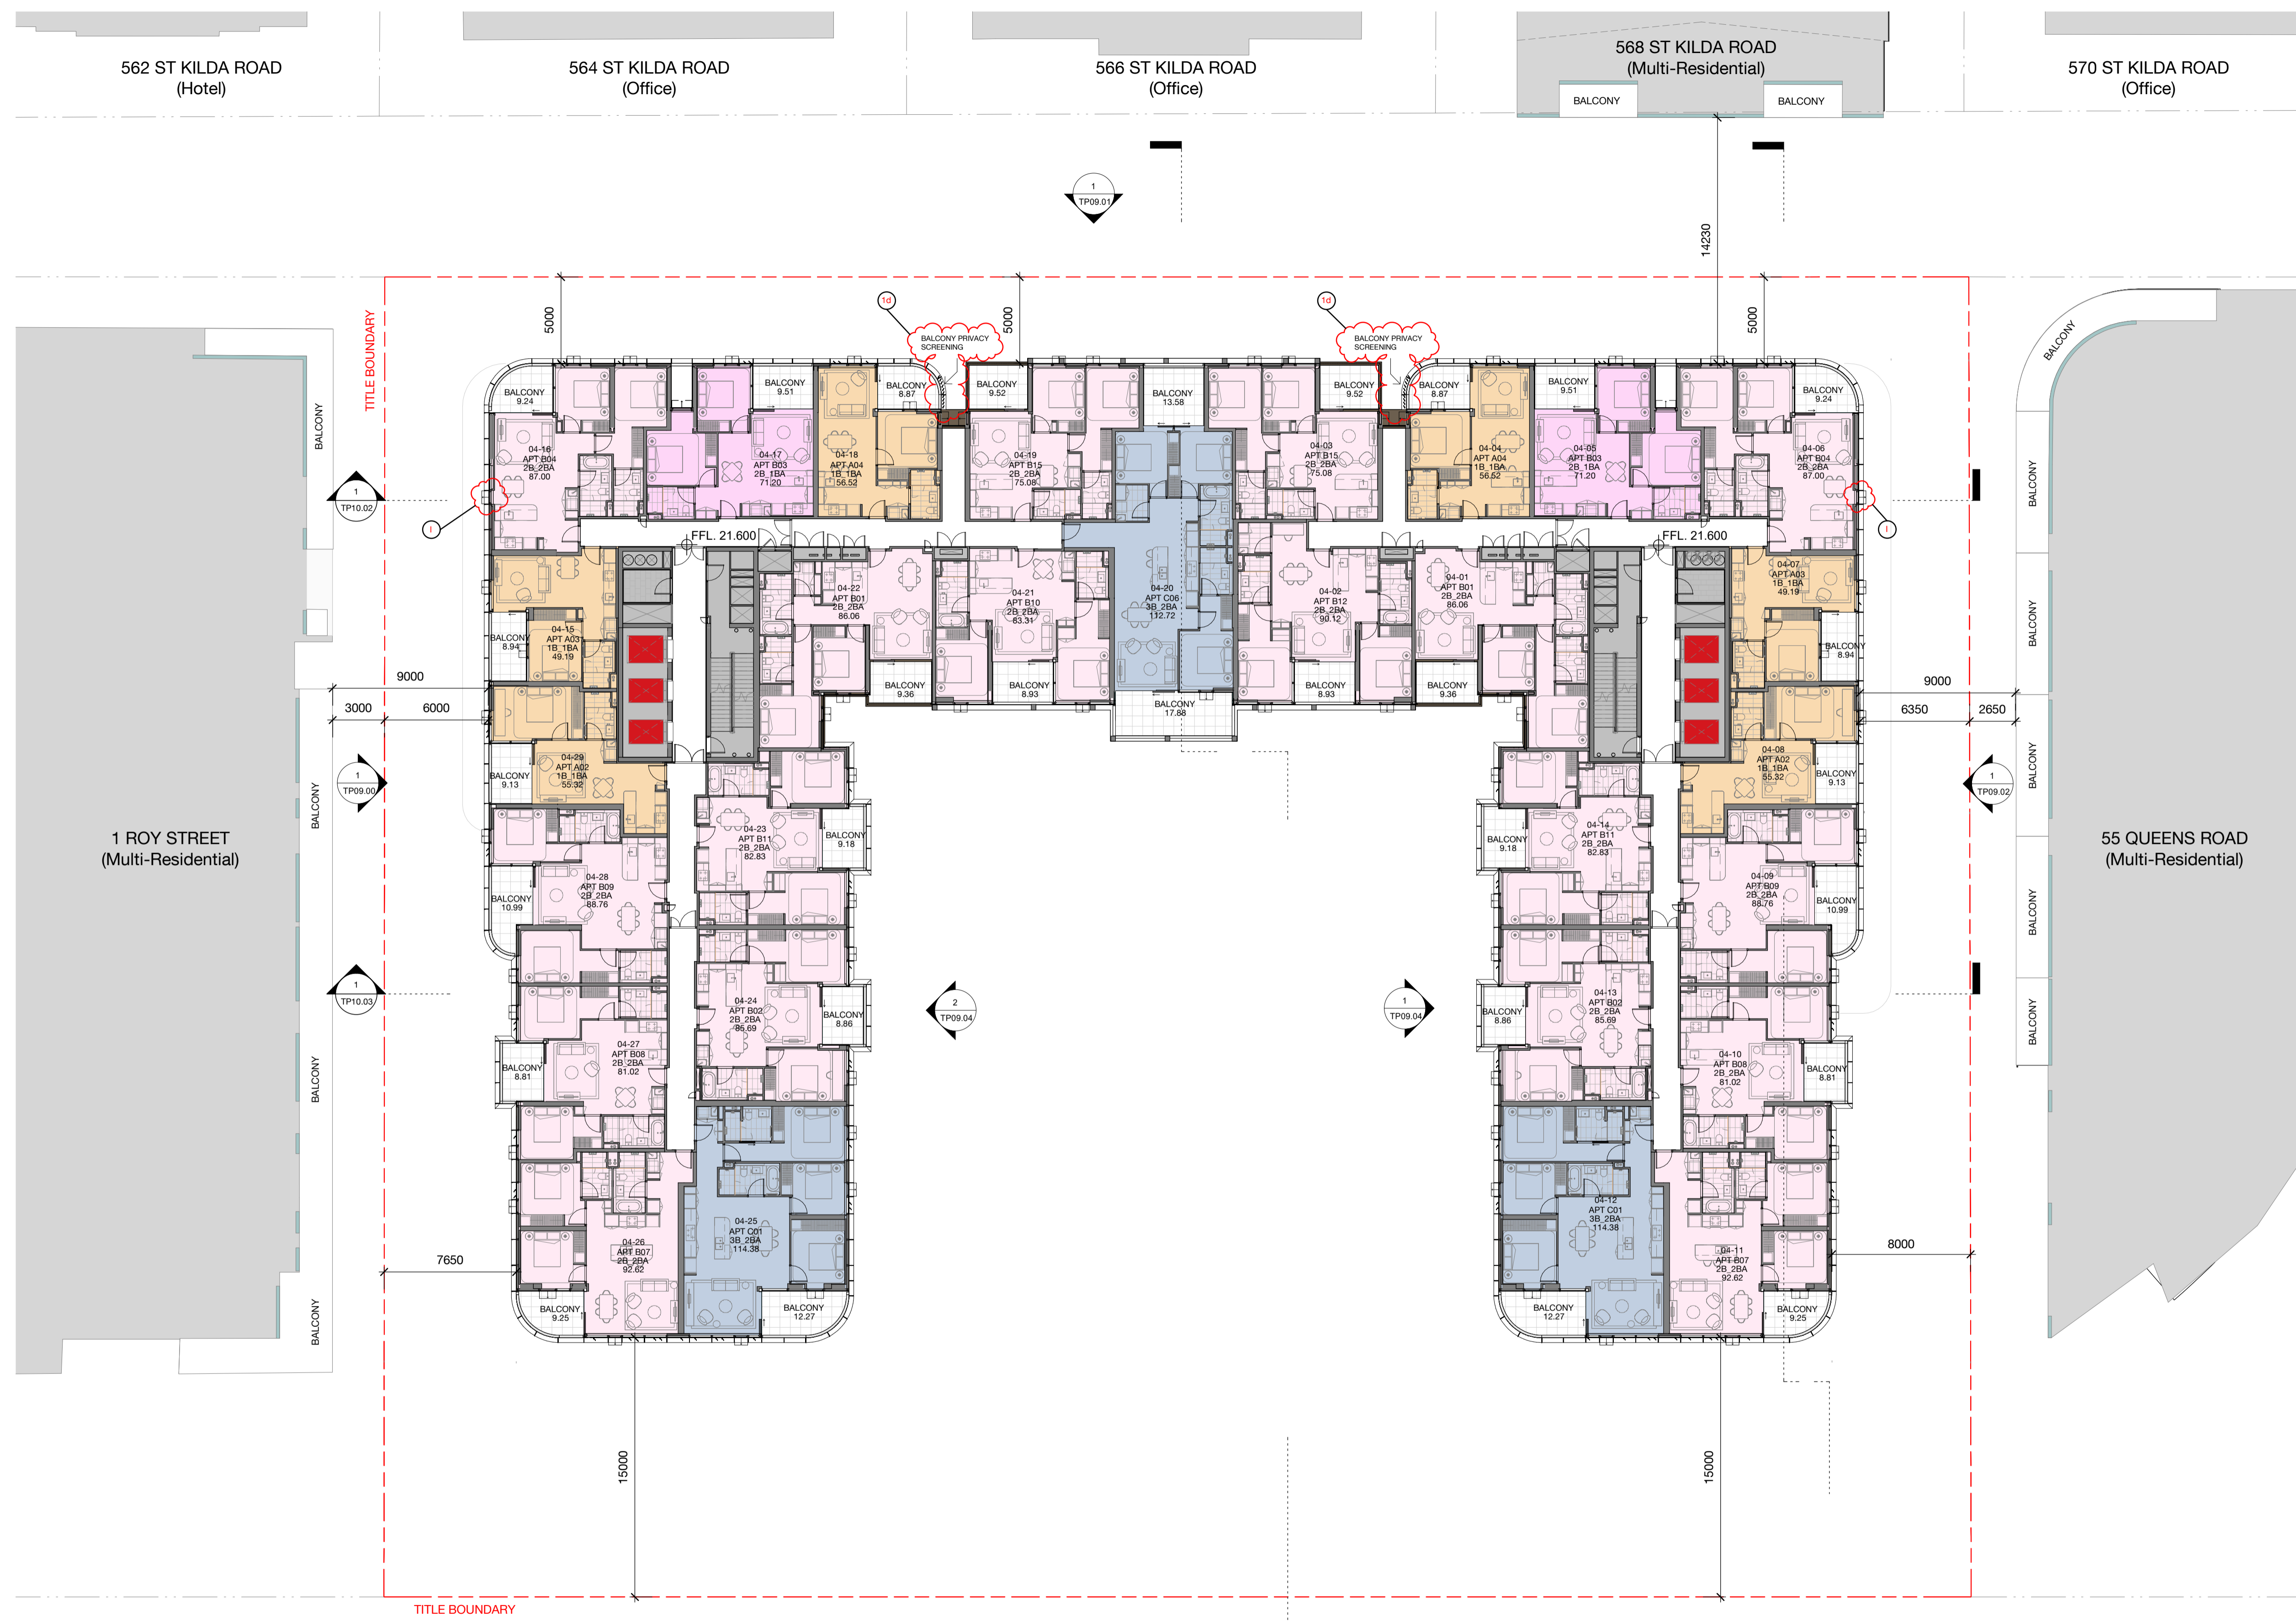 562 ST KILDA ROAD
(Hotel)
564 ST KILDA ROAD
(Office)
566 ST KILDA ROAD
(Office)
568 ST KILDA ROAD
(Multi-Residential)
BALCONY
BALCONY
570 ST KILDA ROAD
(Office)
1
TP09.01
14230
TITLE BOUNDARY
5000
1d
BALCONY PRIVACY
SCREENING
5000
1d
BALCONY PRIVACY
SCREENING
5000
BALCONY
BALCONY
BALCONY
9.24
BALCONY
9.51
BALCONY
8.87
BALCONY
9.52
BALCONY
13.58
BALCONY
9.52
BALCONY
8.87
BALCONY
9.51
BALCONY
9.24
04-16
APT B04
2B_2BA
87.00
04-17
APT B03
2B_1BA
71.20
04-18
APT A04
1B_1BA
56.52
04-19
APT B15
2B_2BA
75.08
04-03
APT B15
2B_2BA
75.08
04-04
APT A04
1B_1BA
56.52
04-05
APT B03
2B_1BA
71.20
04-06
APT B04
2B_2BA
87.00
1
TP10.02
I
I
BALCONY
FFL. 21.600
FFL. 21.600
04-15
APT A03
1B_1BA
49.19
BALCONY
8.94
04-22
APT B01
2B_2BA
86.06
04-21
APT B10
2B_2BA
63.31
04-20
APT C06
3B_2BA
112.72
04-02
APT B12
2B_2BA
90.12
04-01
APT B01
2B_2BA
86.06
04-07
APT A03
1B_1BA
49.19
BALCONY
8.94
BALCONY
BALCONY
9.36
BALCONY
8.93
BALCONY
17.88
BALCONY
8.93
BALCONY
9.36
9000
3000
6000
9000
6350
2650
1
TP09.00
04-29
APT A02
1B_1BA
55.32
BALCONY
9.13
04-08
APT A02
1B_1BA
55.32
BALCONY
9.13
1
TP09.02
BALCONY
BALCONY
1 ROY STREET
(Multi-Residential)
04-23
APT B11
2B_2BA
82.83
BALCONY
9.18
BALCONY
9.18
04-14
APT B11
2B_2BA
82.83
55 QUEENS ROAD
(Multi-Residential)
04-28
APT B09
2B_2BA
88.76
BALCONY
10.99
04-09
APT B09
2B_2BA
88.76
BALCONY
10.99
BALCONY
1
TP10.03
04-24
APT B02
2B_2BA
85.69
BALCONY
8.86
2
TP09.04
1
TP09.04
BALCONY
8.86
04-13
APT B02
2B_2BA
85.69
BALCONY
04-27
APT B08
2B_2BA
81.02
BALCONY
8.81
04-10
APT B08
2B_2BA
81.02
BALCONY
8.81
BALCONY
04-26
APT B07
2B_2BA
92.62
04-25
APT C01
3B_2BA
114.38
04-12
APT C01
3B_2BA
114.38
04-11
APT B07
2B_2BA
92.62
7650
8000
BALCONY
9.25
BALCONY
12.27
BALCONY
12.27
BALCONY
9.25
BALCONY
15000
15000
TITLE BOUNDARY